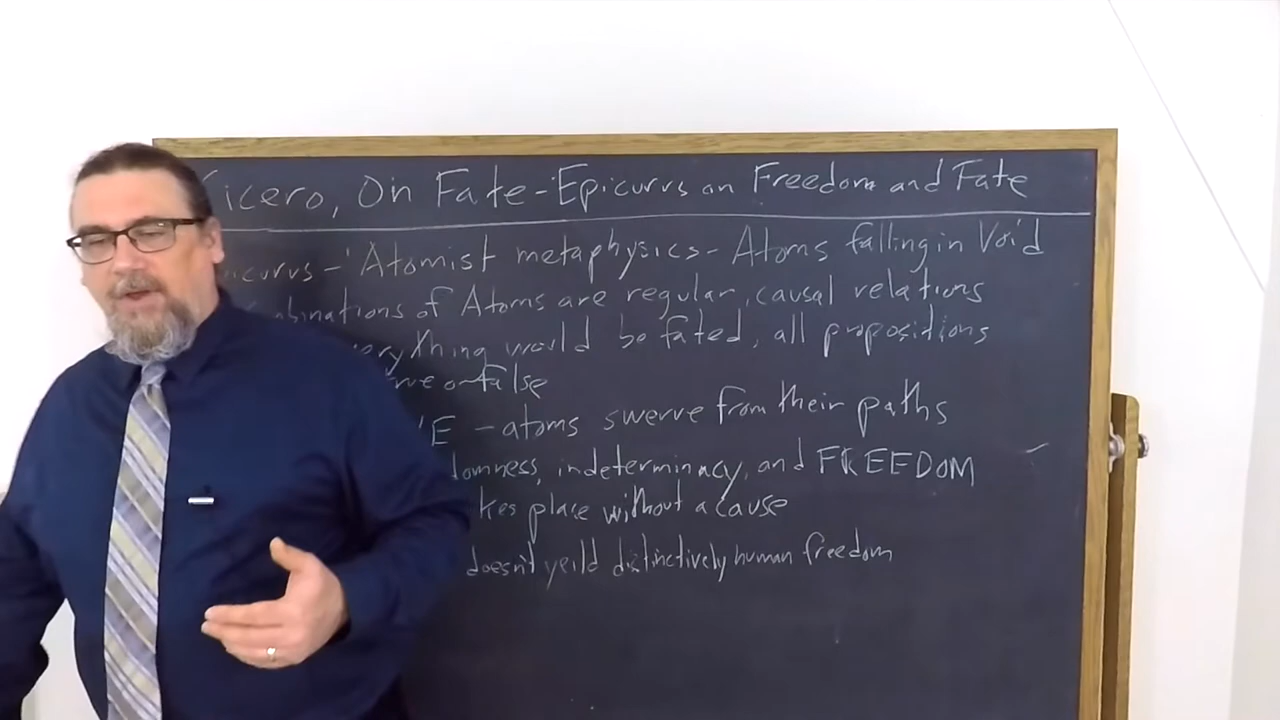 icero, On Fate - Epicurus on Freedom and Fate
icurus - Atomist metaphysics - Atoms falling in Void
binations of Atoms are regular, causal relations
erything would be fated, all propositions
or false
E - atoms swerve from their paths
domness, indeterminacy, and FREEDOM
kes place without a cause
doesn't yeild distinctively human freedom